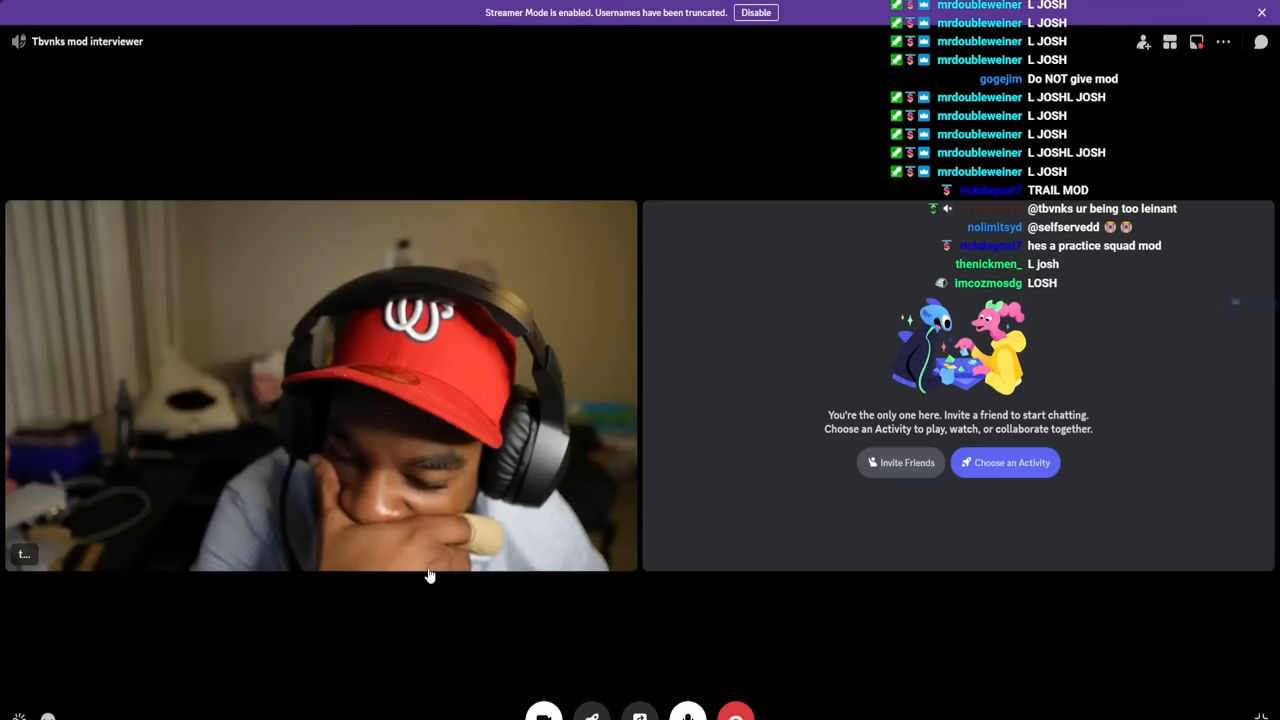 Streamer Mode is enabled. Usernames have been truncated. Disable
Tbvnks mod interviewer
mrdoubleweiner L JOSH
mrdoubleweiner L JOSH
mrdoubleweiner L JOSH
mrdoubleweiner L JOSH
gogejim Do NOT give mod
mrdoubleweiner L JOSHL JOSH
mrdoubleweiner L JOSH
mrdoubleweiner L JOSH
mrdoubleweiner L JOSHL JOSH
mrdoubleweiner L JOSH
rickdagoat7 TRAIL MOD
@tbvnks ur being too leinant
nolimitsyd @selfservedd
rickdagoat7 hes a practice squad mod
thenickmen_ L josh
imcozmosdg LOSH
You're the only one here. Invite a friend to start chatting.
Choose an Activity to play, watch, or collaborate together.
Invite Friends Choose an Activity
t...